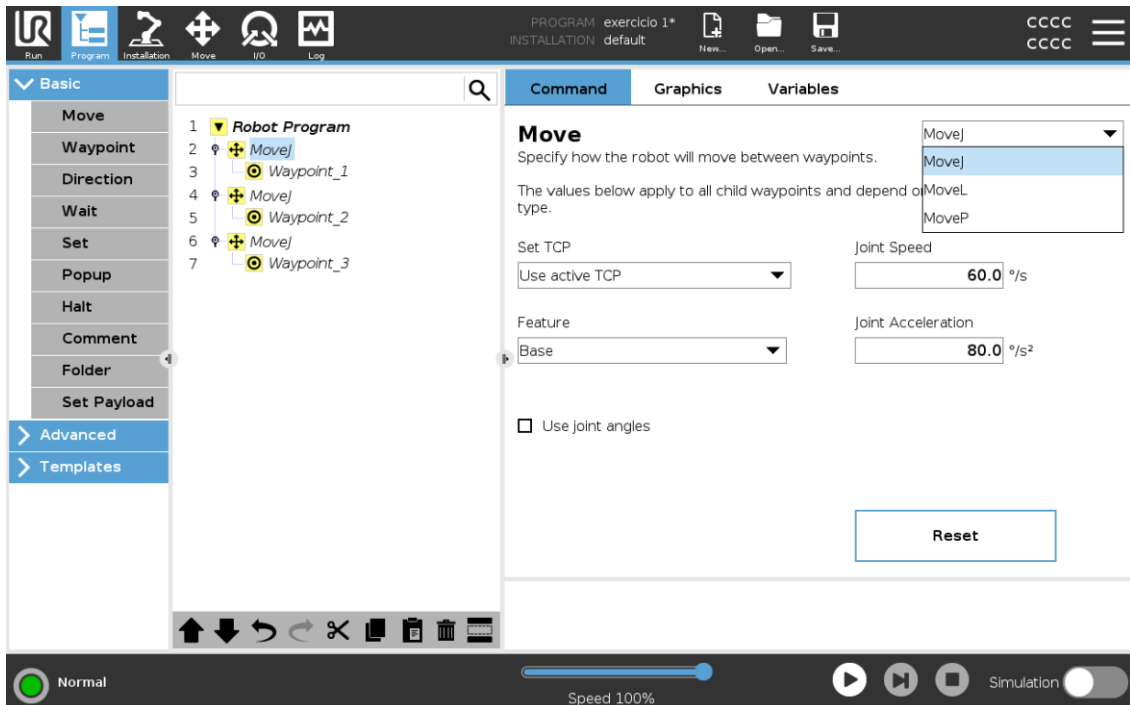 UR
Run
Program
Installation
Move
I/O
Log
PROGRAM exercicio 1*
INSTALLATION default
New...
Open...
Save...
CCCC
CCCC
Basic
Move
Waypoint
Direction
Wait
Set
Popup
Halt
Comment
Folder
Set Payload
Advanced
Templates
1 Robot Program
2 MoveJ
3 Waypoint_1
4 MoveJ
5 Waypoint_2
6 MoveJ
7 Waypoint_3
Command Graphics Variables
Move
MoveJ
Specify how the robot will move between waypoints.
MoveJ
MoveL
MoveP
The values below apply to all child waypoints and depend o
type.
Set TCP
Use active TCP
Joint Speed
60.0 °/s
Feature
Base
Joint Acceleration
80.0 °/s²
Use joint angles
Reset
Normal
Speed 100%
Simulation